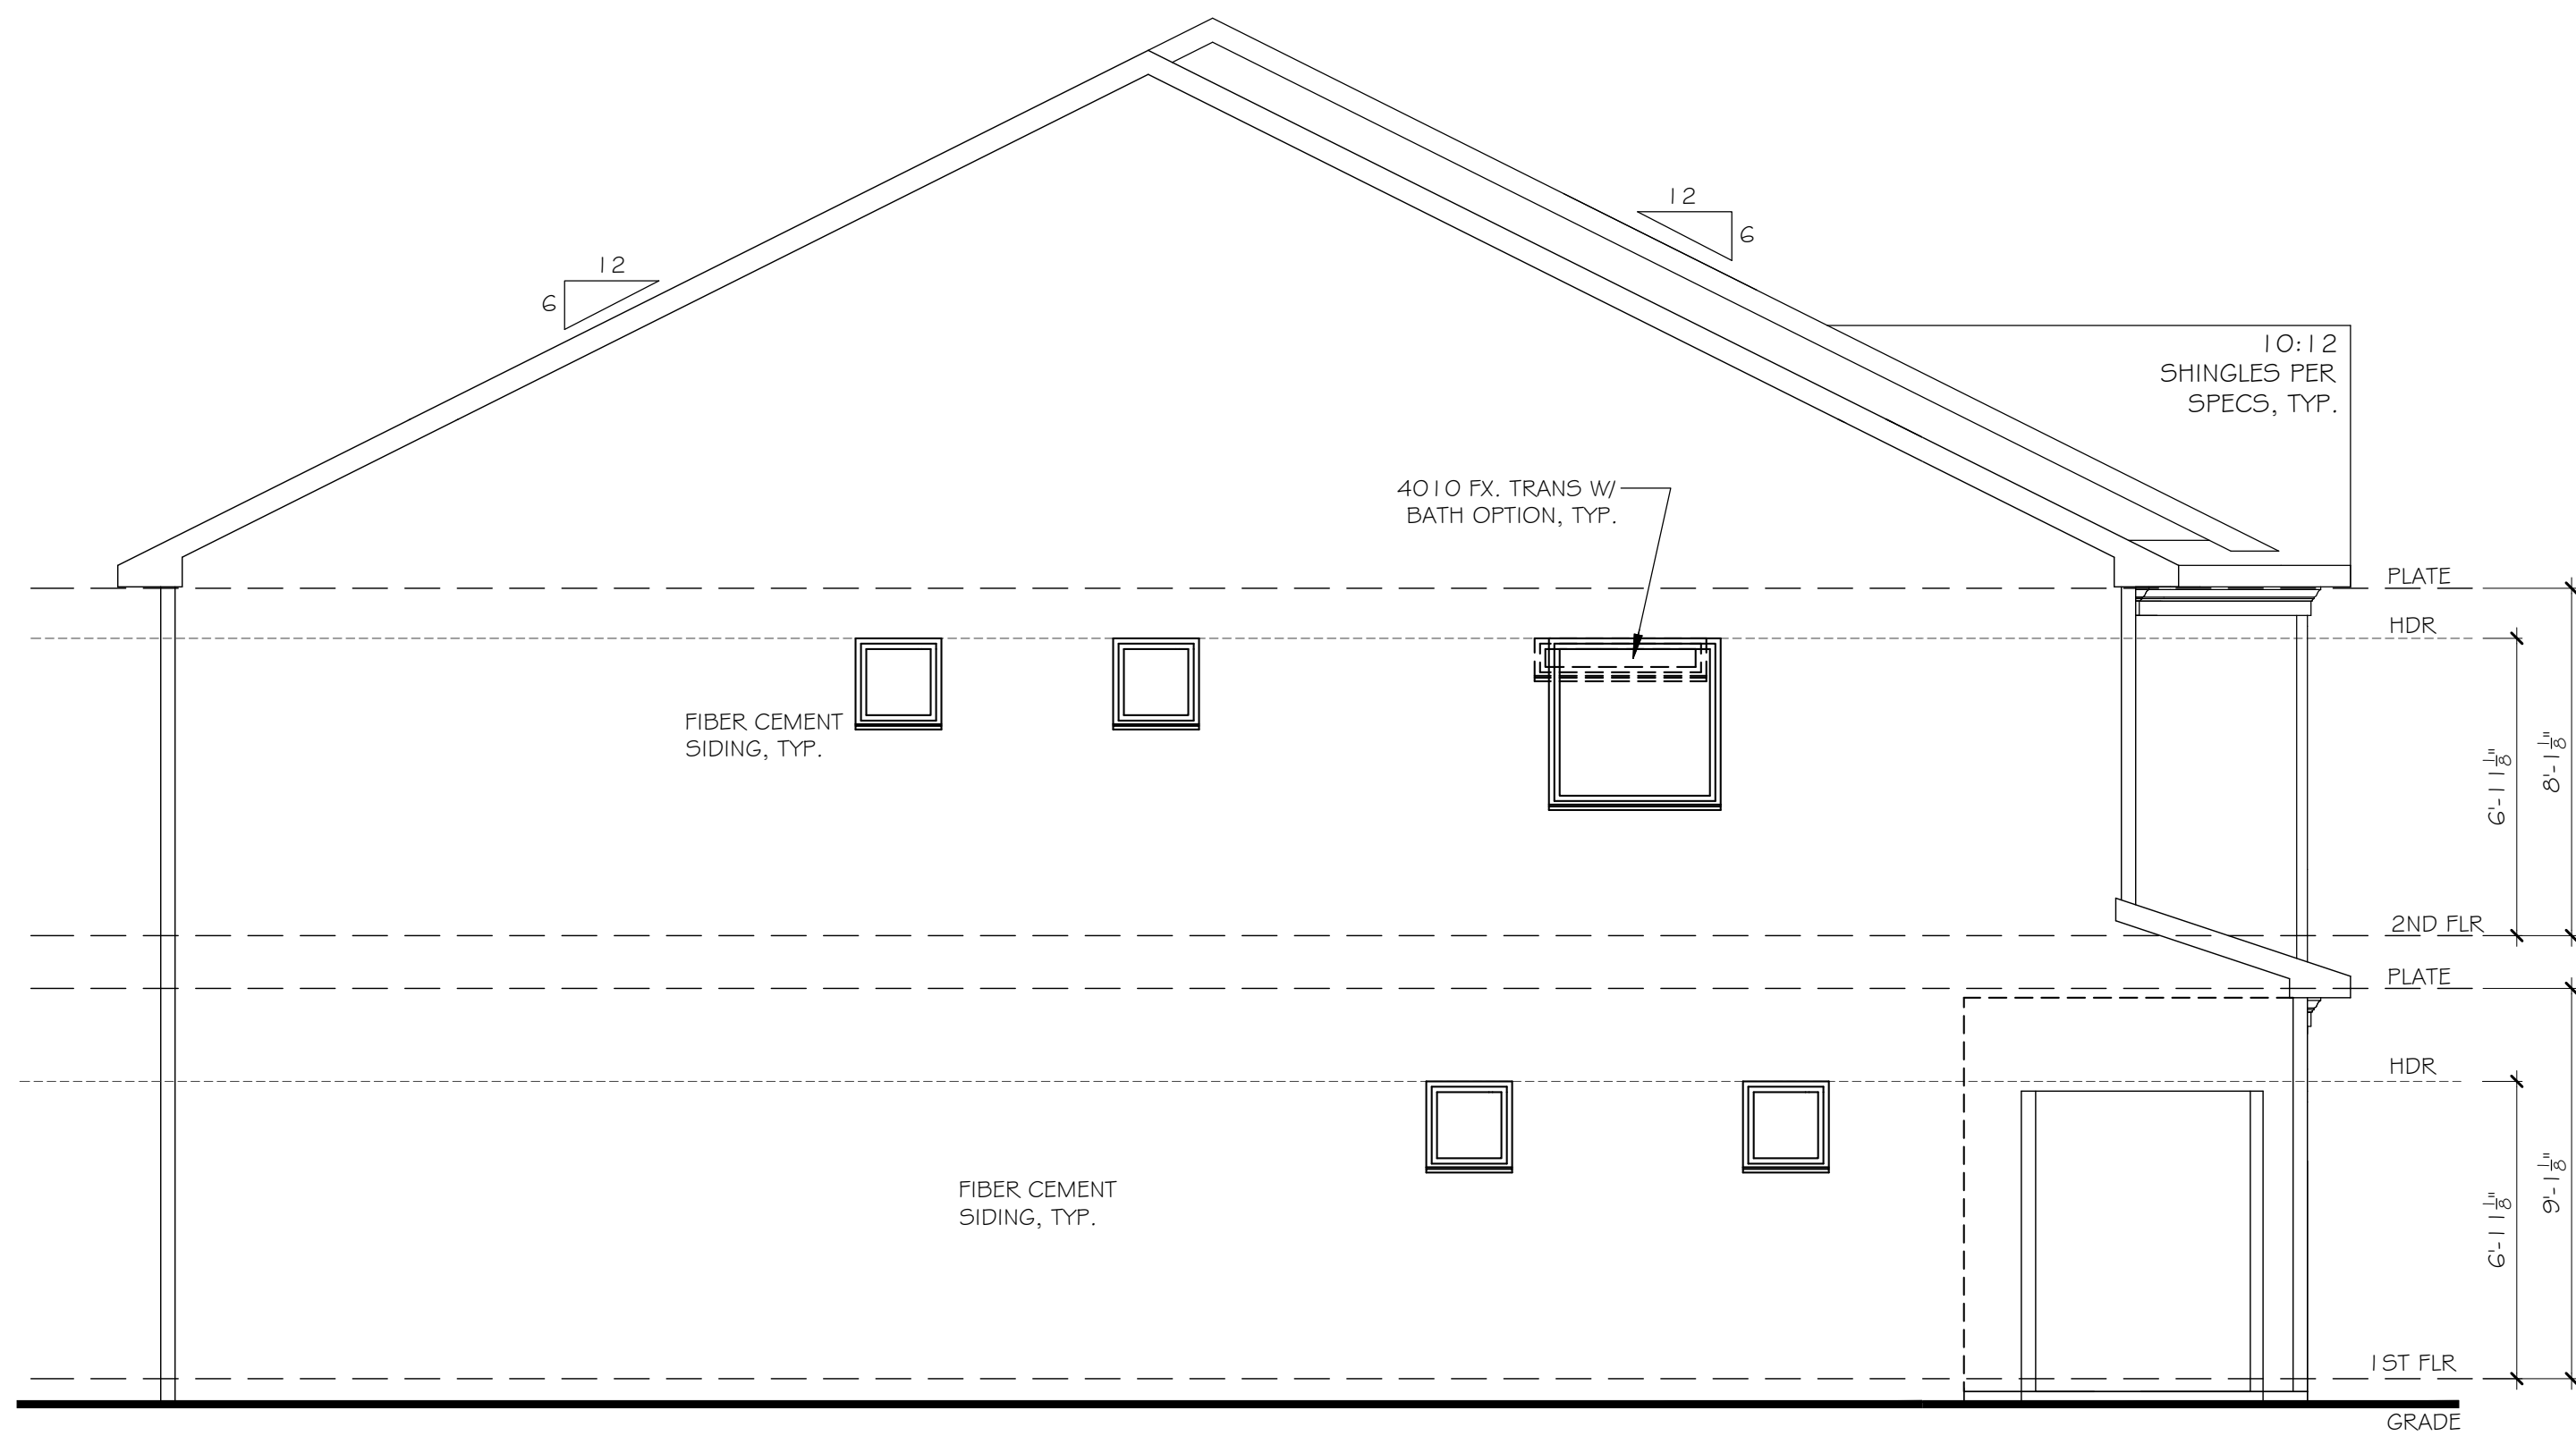 12
6
12
6
10:12
SHINGLES PER
SPECS, TYP.
4010 FX. TRANS W/
BATH OPTION, TYP.
PLATE
HDR
FIBER CEMENT
SIDING, TYP.
6'-11 1/8"
8'-1 1/8"
2ND FLR
PLATE
HDR
FIBER CEMENT
SIDING, TYP.
6'-11 1/8"
9'-1 1/8"
1ST FLR
GRADE